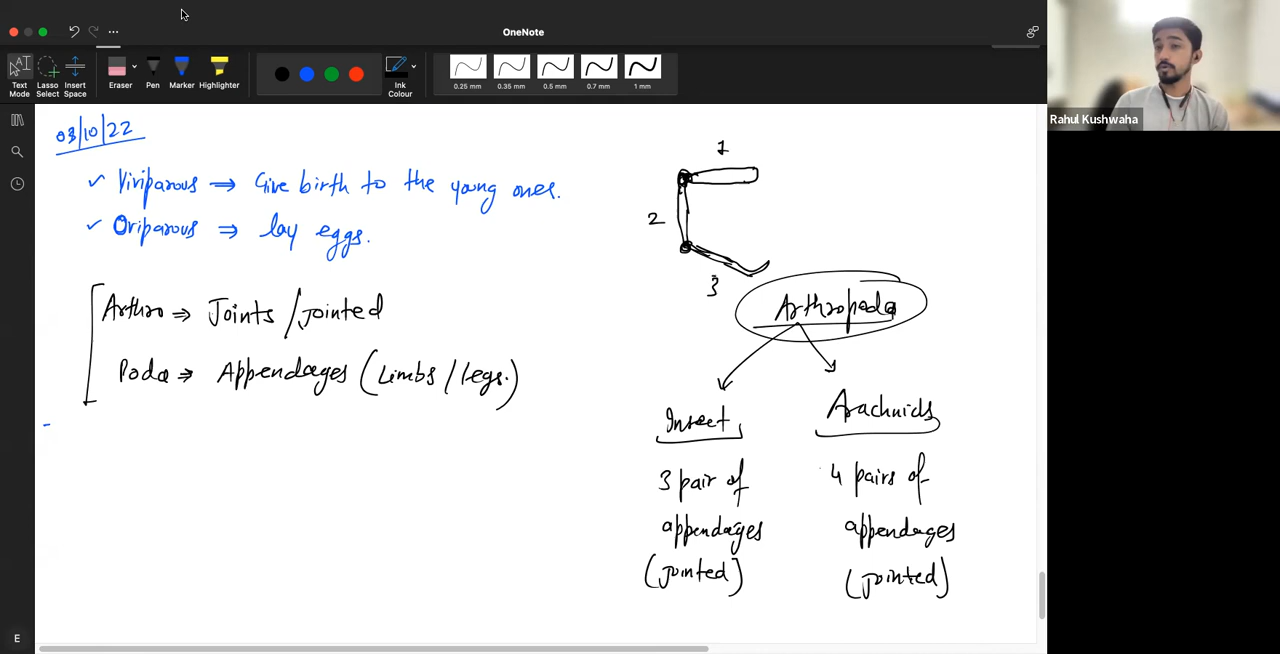 OneNote
Text Mode
Lasso Select
Insert Space
Eraser
Pen
Marker
Highlighter
Ink Colour
0.25 mm
0.35 mm
0.5 mm
0.7 mm
1 mm
Rahul Kushwaha
03/10/22
✓ Viviparous ⇒ Give birth to the young ones.
✓ Oviparous ⇒ lay eggs.
Arthro ⇒ Joints/jointed
Poda ⇒ Appendages (Limbs/legs.)
1
2
3
Arthropoda
Insect
3 pair of
appendages
(jointed)
Arachnids
4 pairs of
appendages
(jointed)
E